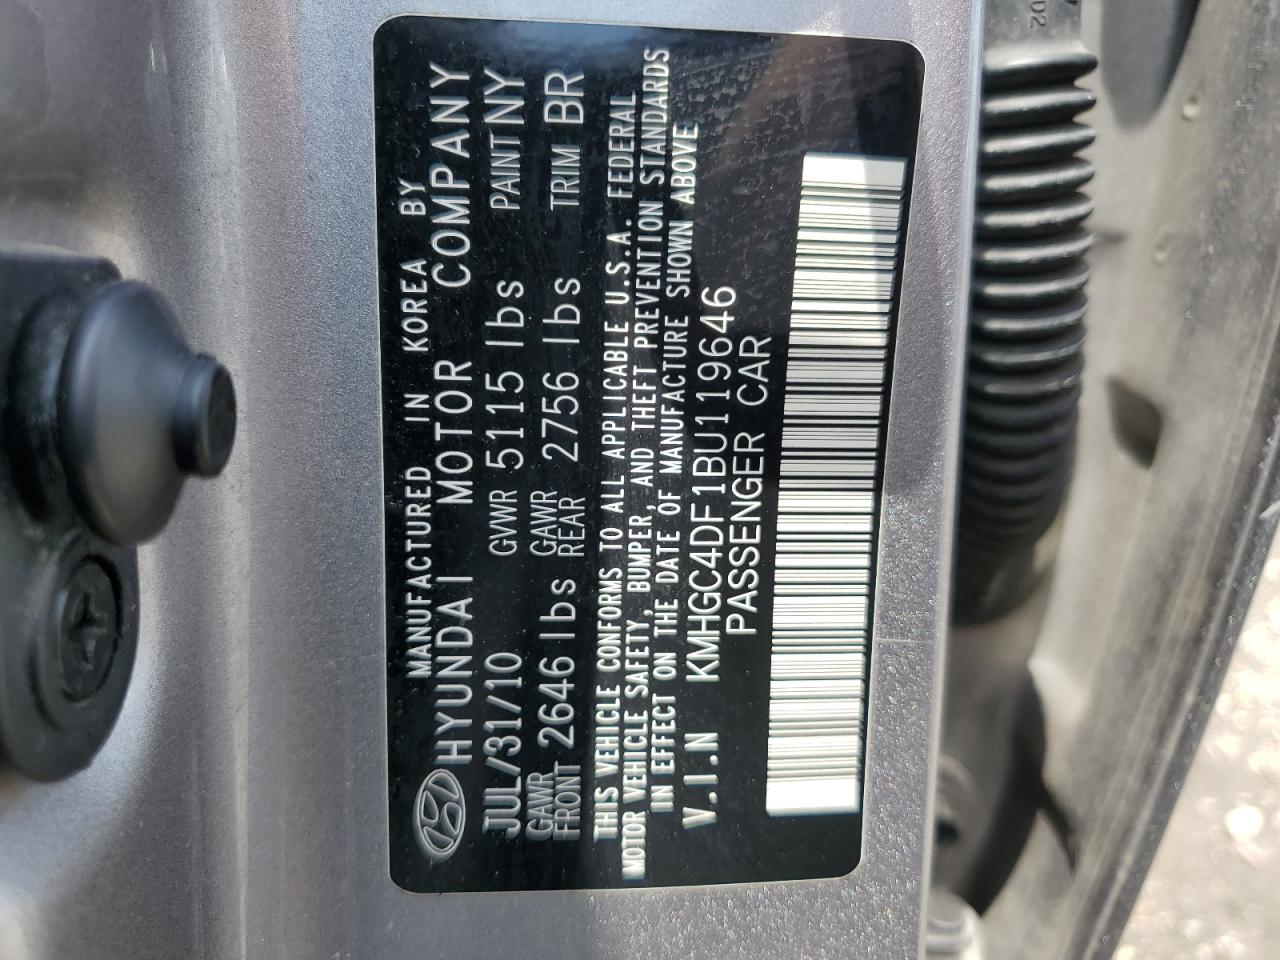 MANUFACTURED IN KOREA BY
HYUNDAI MOTOR COMPANY
JUL/31/10 GVWR 5115 lbs PAINT NY
GAWR FRONT 2646 lbs GAWR REAR 2756 lbs TRIM BR
THIS VEHICLE CONFORMS TO ALL APPLICABLE U.S.A. FEDERAL
MOTOR VEHICLE SAFETY, BUMPER, AND THEFT PREVENTION STANDARDS
IN EFFECT ON THE DATE OF MANUFACTURE SHOWN ABOVE
V.I.N KMHGC4DF1BU119646
PASSENGER CAR